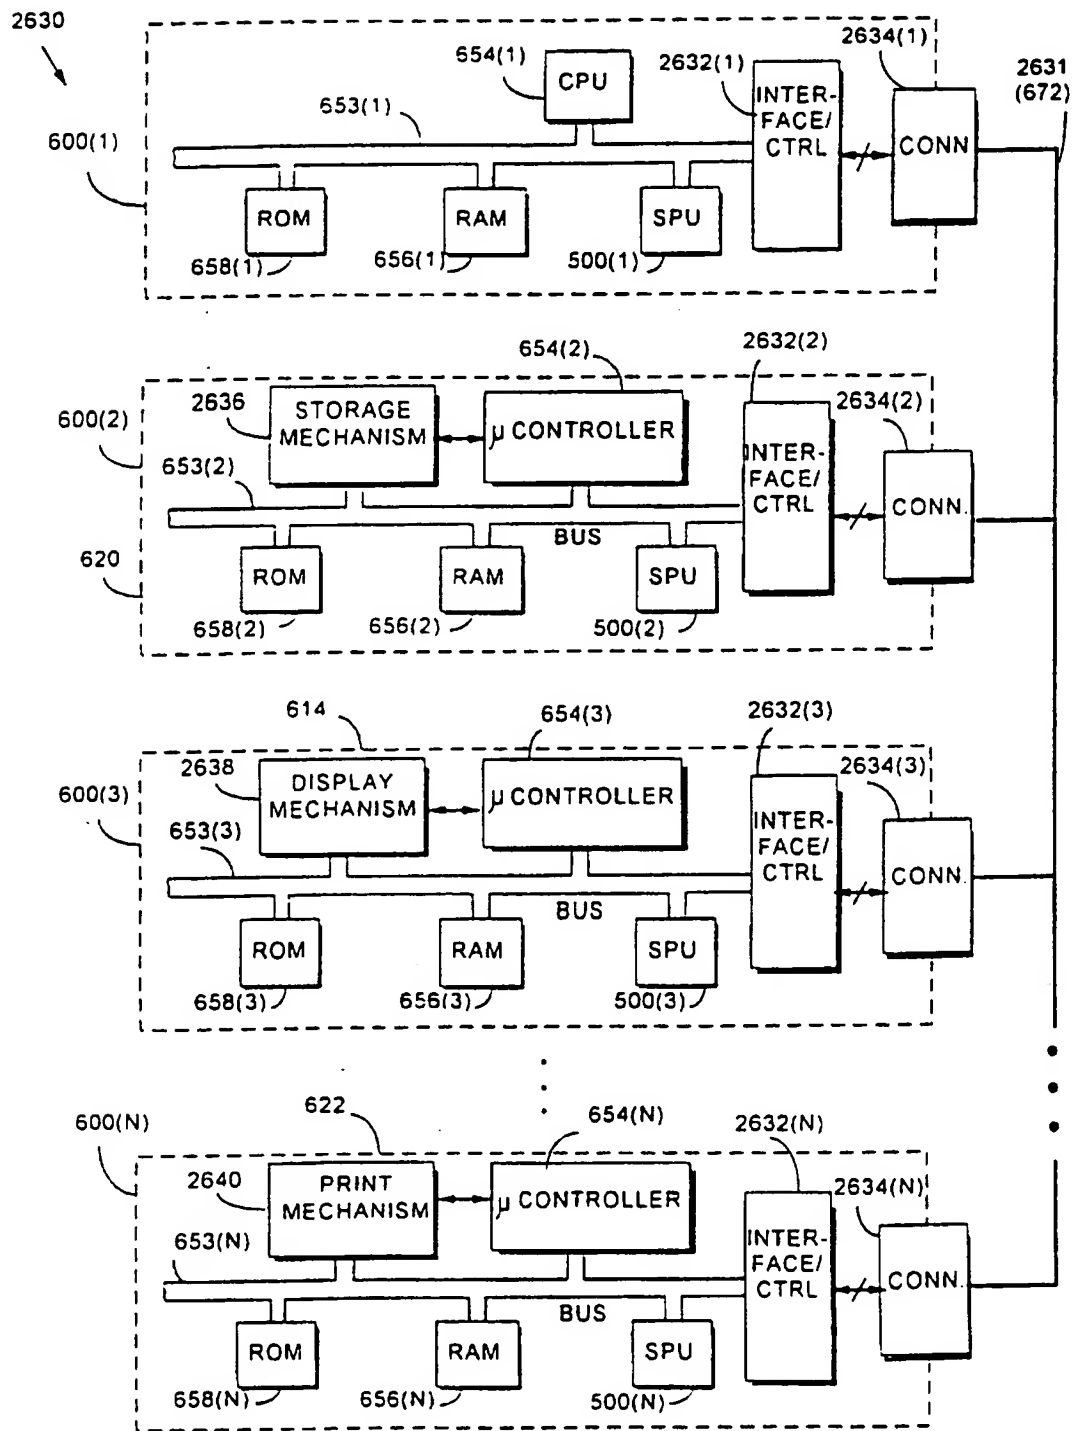 2630
654(1)
2632(1)
2634(1)
2631
(672)
CPU
INTER-
FACE/
CTRL
CONN
653(1)
600(1)
ROM
RAM
SPU
658(1)
656(1)
500(1)
654(2)
2632(2)
2634(2)
600(2)
2636
STORAGE
MECHANISM
µ CONTROLLER
INTER-
FACE/
CTRL
CONN.
653(2)
BUS
620
ROM
RAM
SPU
658(2)
656(2)
500(2)
614
654(3)
2632(3)
2634(3)
600(3)
2638
DISPLAY
MECHANISM
µ CONTROLLER
INTER-
FACE/
CTRL
CONN.
653(3)
BUS
ROM
RAM
SPU
658(3)
656(3)
500(3)
622
654(N)
2632(N)
2634(N)
600(N)
2640
PRINT
MECHANISM
µ CONTROLLER
INTER-
FACE/
CTRL
CONN.
653(N)
BUS
ROM
RAM
SPU
658(N)
656(N)
500(N)